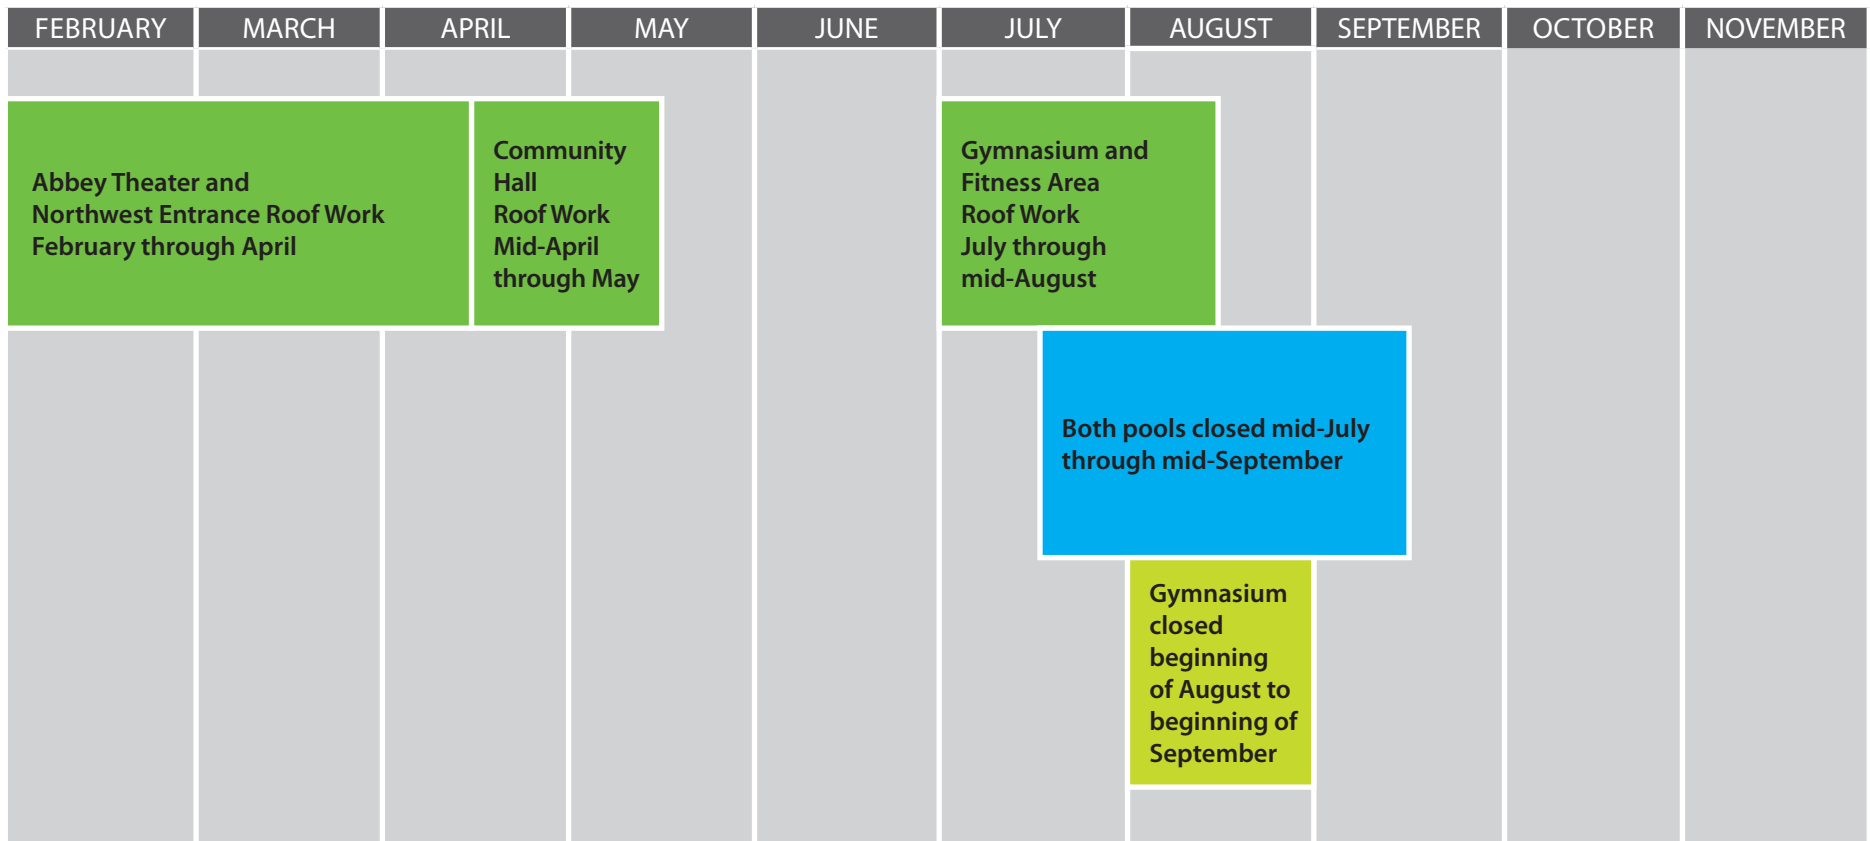 FEBRUARY
MARCH
APRIL
MAY
JUNE
JULY
AUGUST
SEPTEMBER
OCTOBER
NOVEMBER
Abbey Theater and
Northwest Entrance Roof Work
February through April
Community
Hall
Roof Work
Mid-April
through May
Gymnasium and
Fitness Area
Roof Work
July through
mid-August
Both pools closed mid-July
through mid-September
Gymnasium
closed
beginning
of August to
beginning of
September